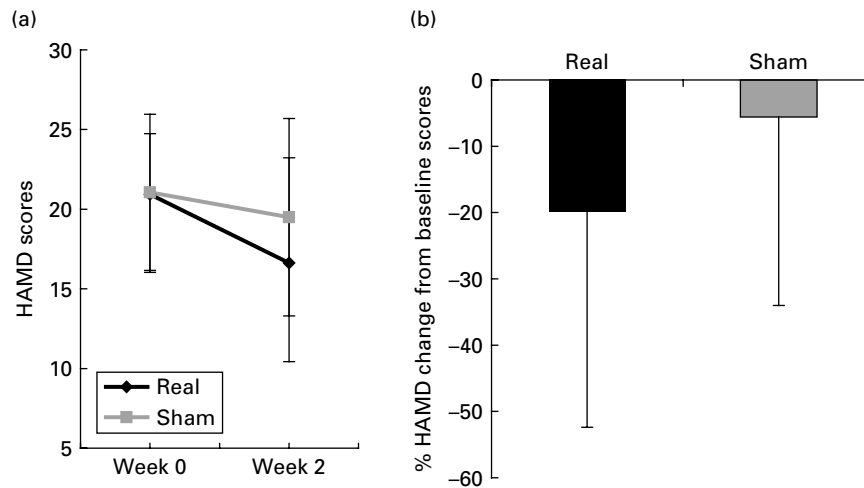 (a)
HAMD scores
30
25
20
15
10
5
Real
Sham
Week 0
Week 2
(b)
Real
Sham
% HAMD change from baseline scores
0
–10
–20
–30
–40
–50
–60